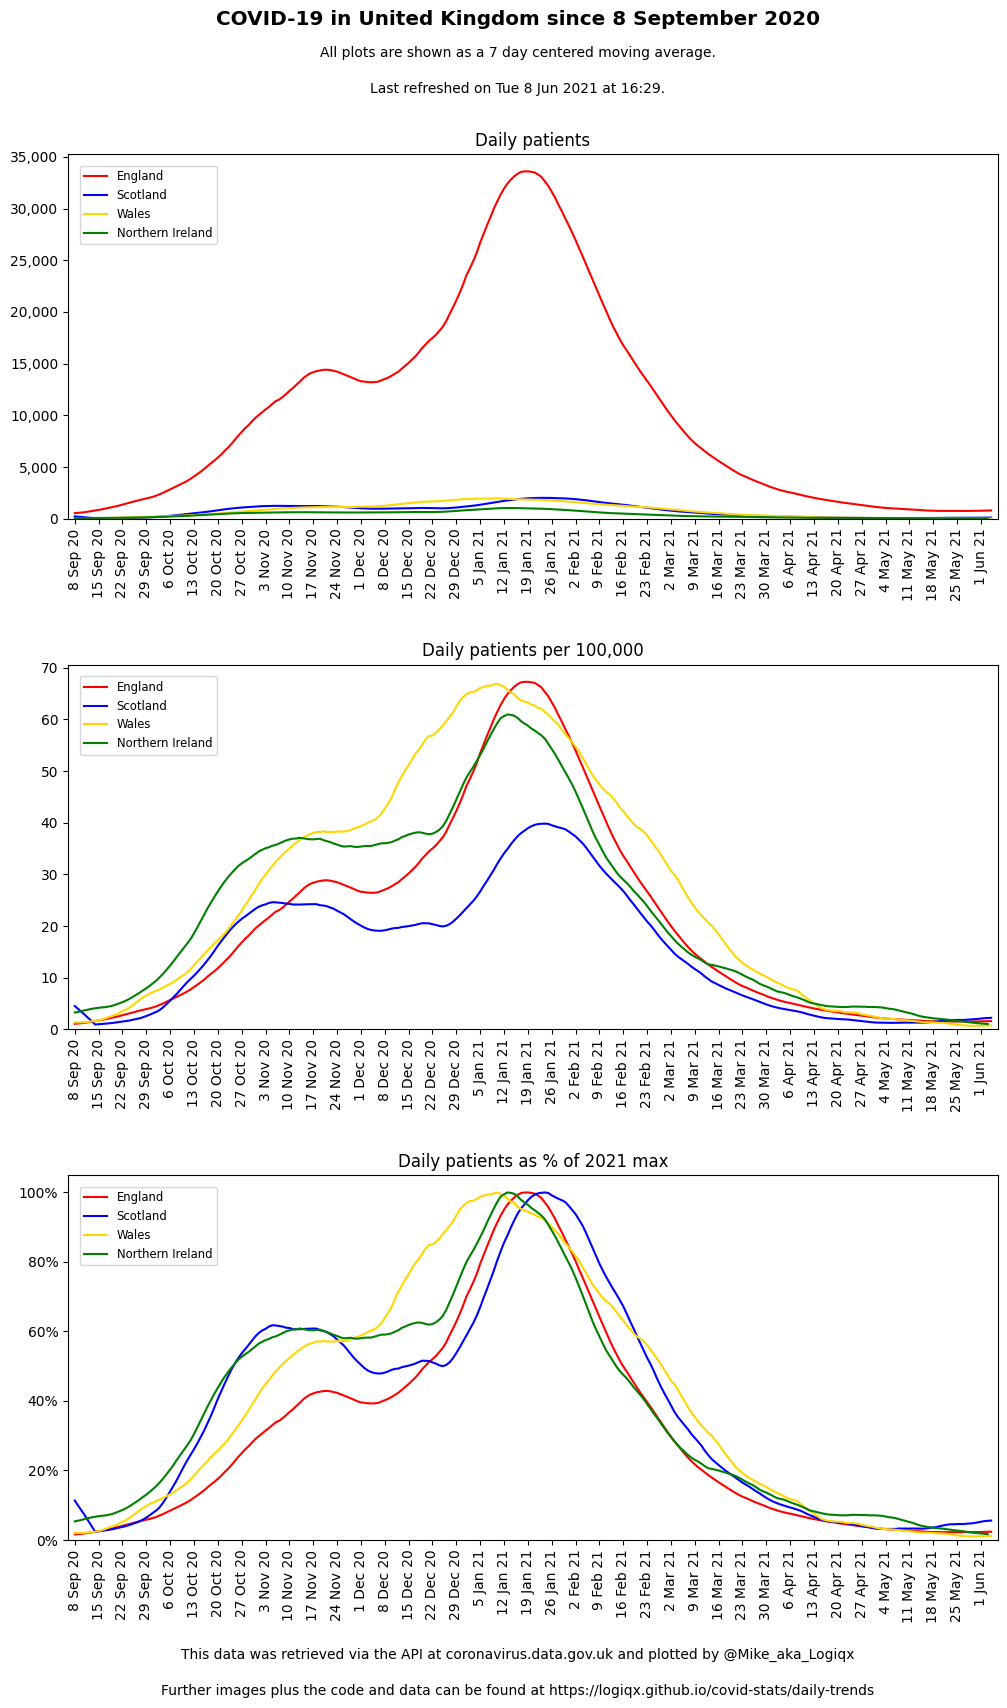 COVID-19 in United Kingdom since 8 September 2020
All plots are shown as a 7 day centered moving average.
Last refreshed on Tue 8 Jun 2021 at 16:29.
Daily patients
35,000
30,000
25,000
20,000
15,000
10,000
5,000
0
England
Scotland
Wales
Northern Ireland
8 Sep 20
15 Sep 20
22 Sep 20
29 Sep 20
6 Oct 20
13 Oct 20
20 Oct 20
27 Oct 20
3 Nov 20
10 Nov 20
17 Nov 20
24 Nov 20
1 Dec 20
8 Dec 20
15 Dec 20
22 Dec 20
29 Dec 20
5 Jan 21
12 Jan 21
19 Jan 21
26 Jan 21
2 Feb 21
9 Feb 21
16 Feb 21
23 Feb 21
2 Mar 21
9 Mar 21
16 Mar 21
23 Mar 21
30 Mar 21
6 Apr 21
13 Apr 21
20 Apr 21
27 Apr 21
4 May 21
11 May 21
18 May 21
25 May 21
1 Jun 21
Daily patients per 100,000
70
60
50
40
30
20
10
0
England
Scotland
Wales
Northern Ireland
8 Sep 20
15 Sep 20
22 Sep 20
29 Sep 20
6 Oct 20
13 Oct 20
20 Oct 20
27 Oct 20
3 Nov 20
10 Nov 20
17 Nov 20
24 Nov 20
1 Dec 20
8 Dec 20
15 Dec 20
22 Dec 20
29 Dec 20
5 Jan 21
12 Jan 21
19 Jan 21
26 Jan 21
2 Feb 21
9 Feb 21
16 Feb 21
23 Feb 21
2 Mar 21
9 Mar 21
16 Mar 21
23 Mar 21
30 Mar 21
6 Apr 21
13 Apr 21
20 Apr 21
27 Apr 21
4 May 21
11 May 21
18 May 21
25 May 21
1 Jun 21
Daily patients as % of 2021 max
100%
80%
60%
40%
20%
0%
England
Scotland
Wales
Northern Ireland
8 Sep 20
15 Sep 20
22 Sep 20
29 Sep 20
6 Oct 20
13 Oct 20
20 Oct 20
27 Oct 20
3 Nov 20
10 Nov 20
17 Nov 20
24 Nov 20
1 Dec 20
8 Dec 20
15 Dec 20
22 Dec 20
29 Dec 20
5 Jan 21
12 Jan 21
19 Jan 21
26 Jan 21
2 Feb 21
9 Feb 21
16 Feb 21
23 Feb 21
2 Mar 21
9 Mar 21
16 Mar 21
23 Mar 21
30 Mar 21
6 Apr 21
13 Apr 21
20 Apr 21
27 Apr 21
4 May 21
11 May 21
18 May 21
25 May 21
1 Jun 21
This data was retrieved via the API at coronavirus.data.gov.uk and plotted by @Mike_aka_Logiqx
Further images plus the code and data can be found at https://logiqx.github.io/covid-stats/daily-trends